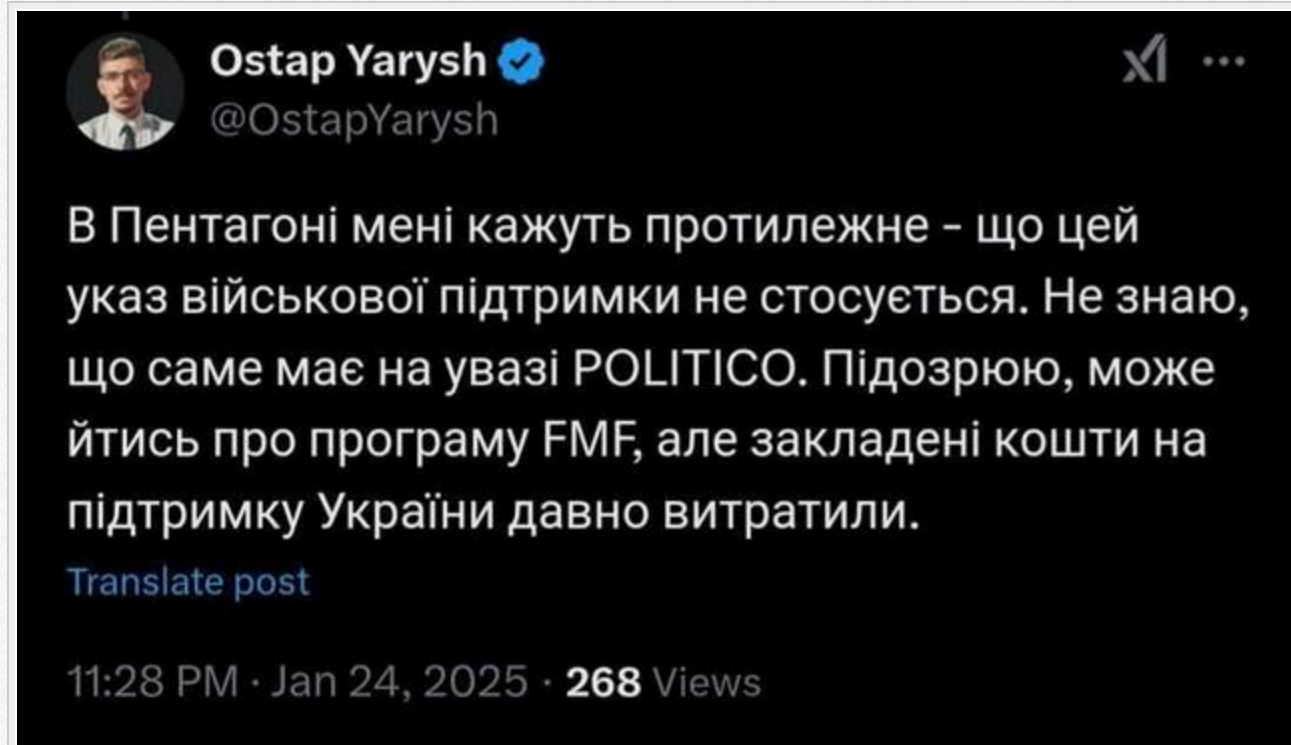 Ostap Yarysh
@OstapYarysh
В Пентагоні мені кажуть протилежне - що цей
указ військової підтримки не стосується. Не знаю,
що саме має на увазі POLITICO. Підозрюю, може
йтись про програму FMF, але закладені кошти на
підтримку України давно витратили.
Translate post
11:28 PM · Jan 24, 2025 · 268 Views